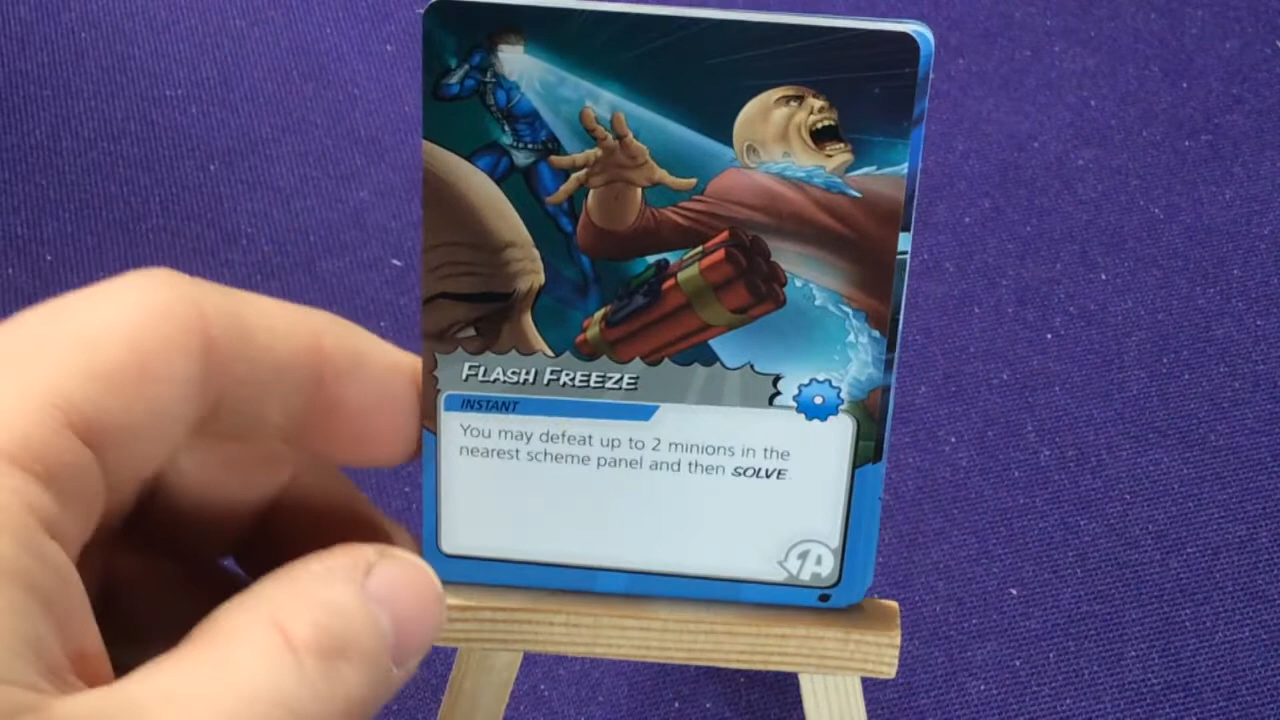 FLASH FREEZE
INSTANT
You may defeat up to 2 minions in the
nearest scheme panel and then SOLVE.
A